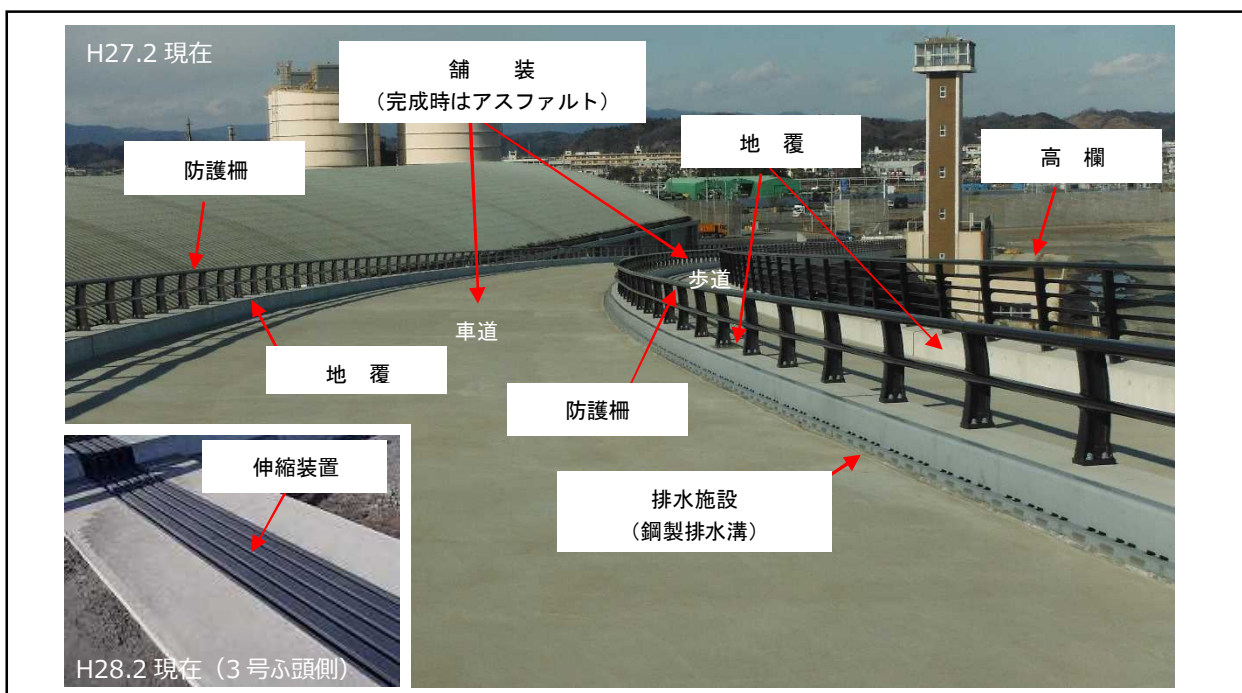 H27.2 現在
舗　装
（完成時はアスファルト）
防護柵
地　覆
高　欄
歩道
車道
地　覆
防護柵
伸縮装置
排水施設
（鋼製排水溝）
H28.2 現在（3 号ふ頭側）